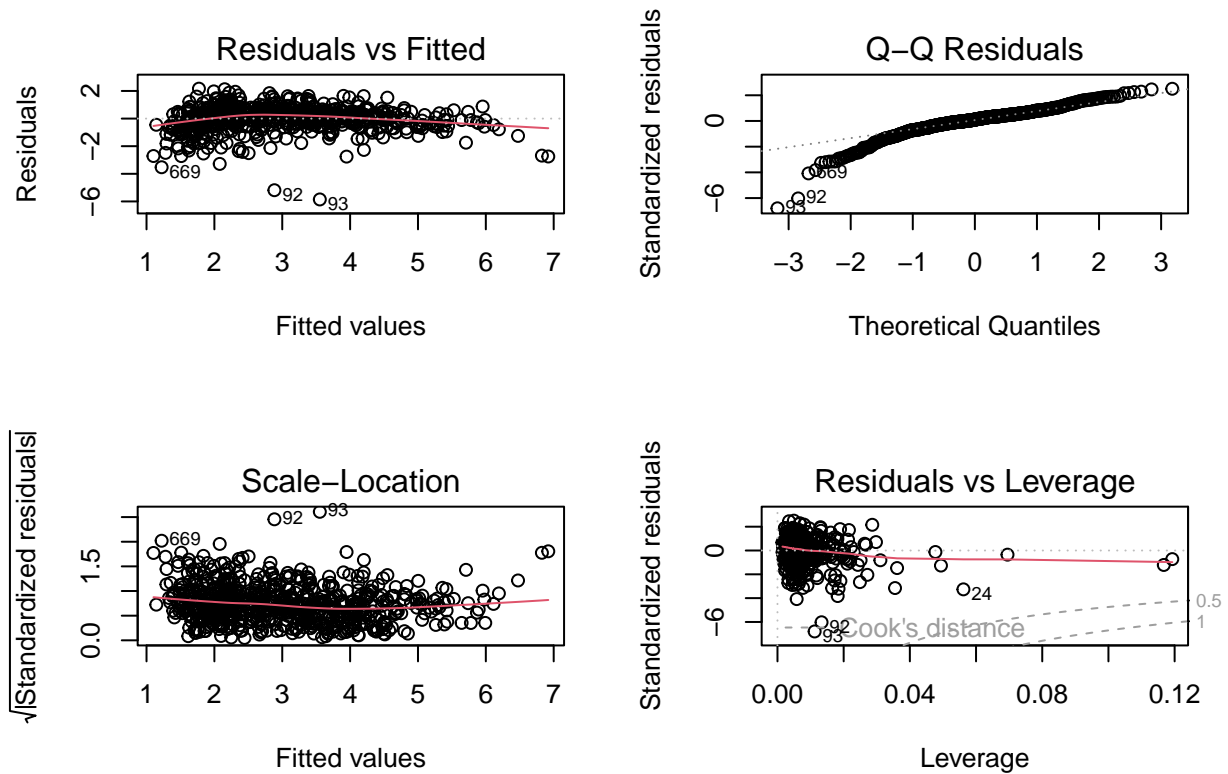 Residuals vs Fitted
Residuals
2
−2
−6
669
92
93
1 2 3 4 5 6 7
Fitted values
Q−Q Residuals
Standardized residuals
0
−6
669
92
93
−3 −2 −1 0 1 2 3
Theoretical Quantiles
Scale−Location
√|Standardized residuals|
1.5
0.0
669
92
93
1 2 3 4 5 6 7
Fitted values
Residuals vs Leverage
Standardized residuals
0
−6
24
92
93
Cook's distance
0.5
1
0.00 0.04 0.08 0.12
Leverage